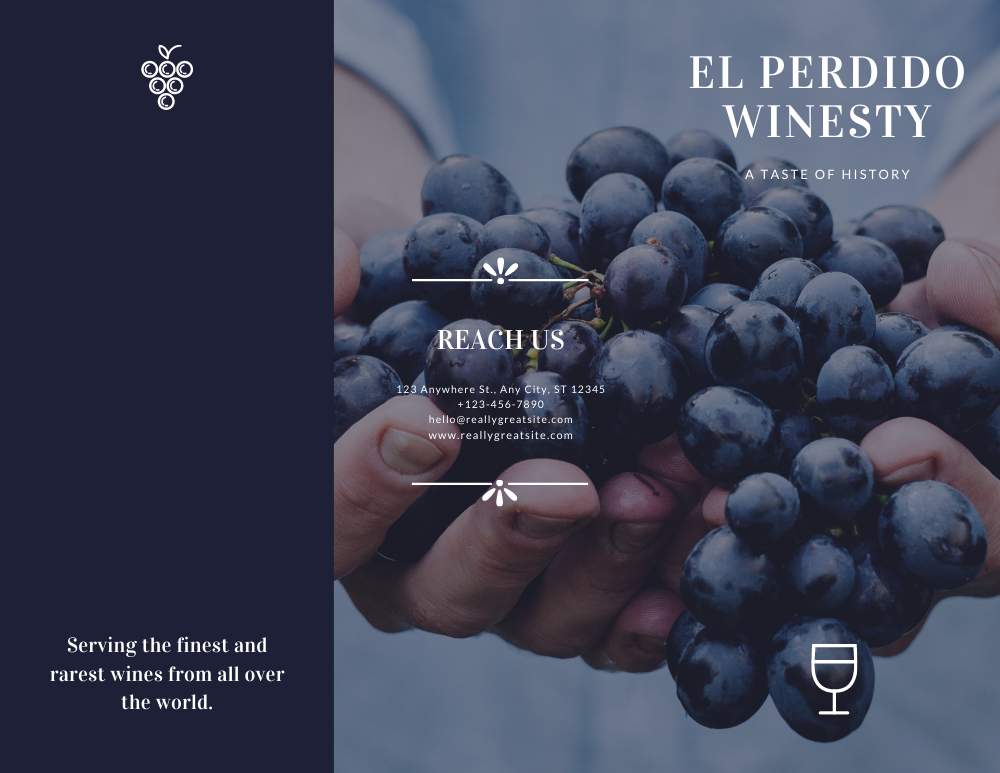 Serving the finest and
rarest wines from all over
the world.
REACH US
123 Anywhere St., Any City, ST 12345
+123-456-7890
hello@reallygreatsite.com
www.reallygreatsite.com
EL PERDIDO
WINESTY
A TASTE OF HISTORY